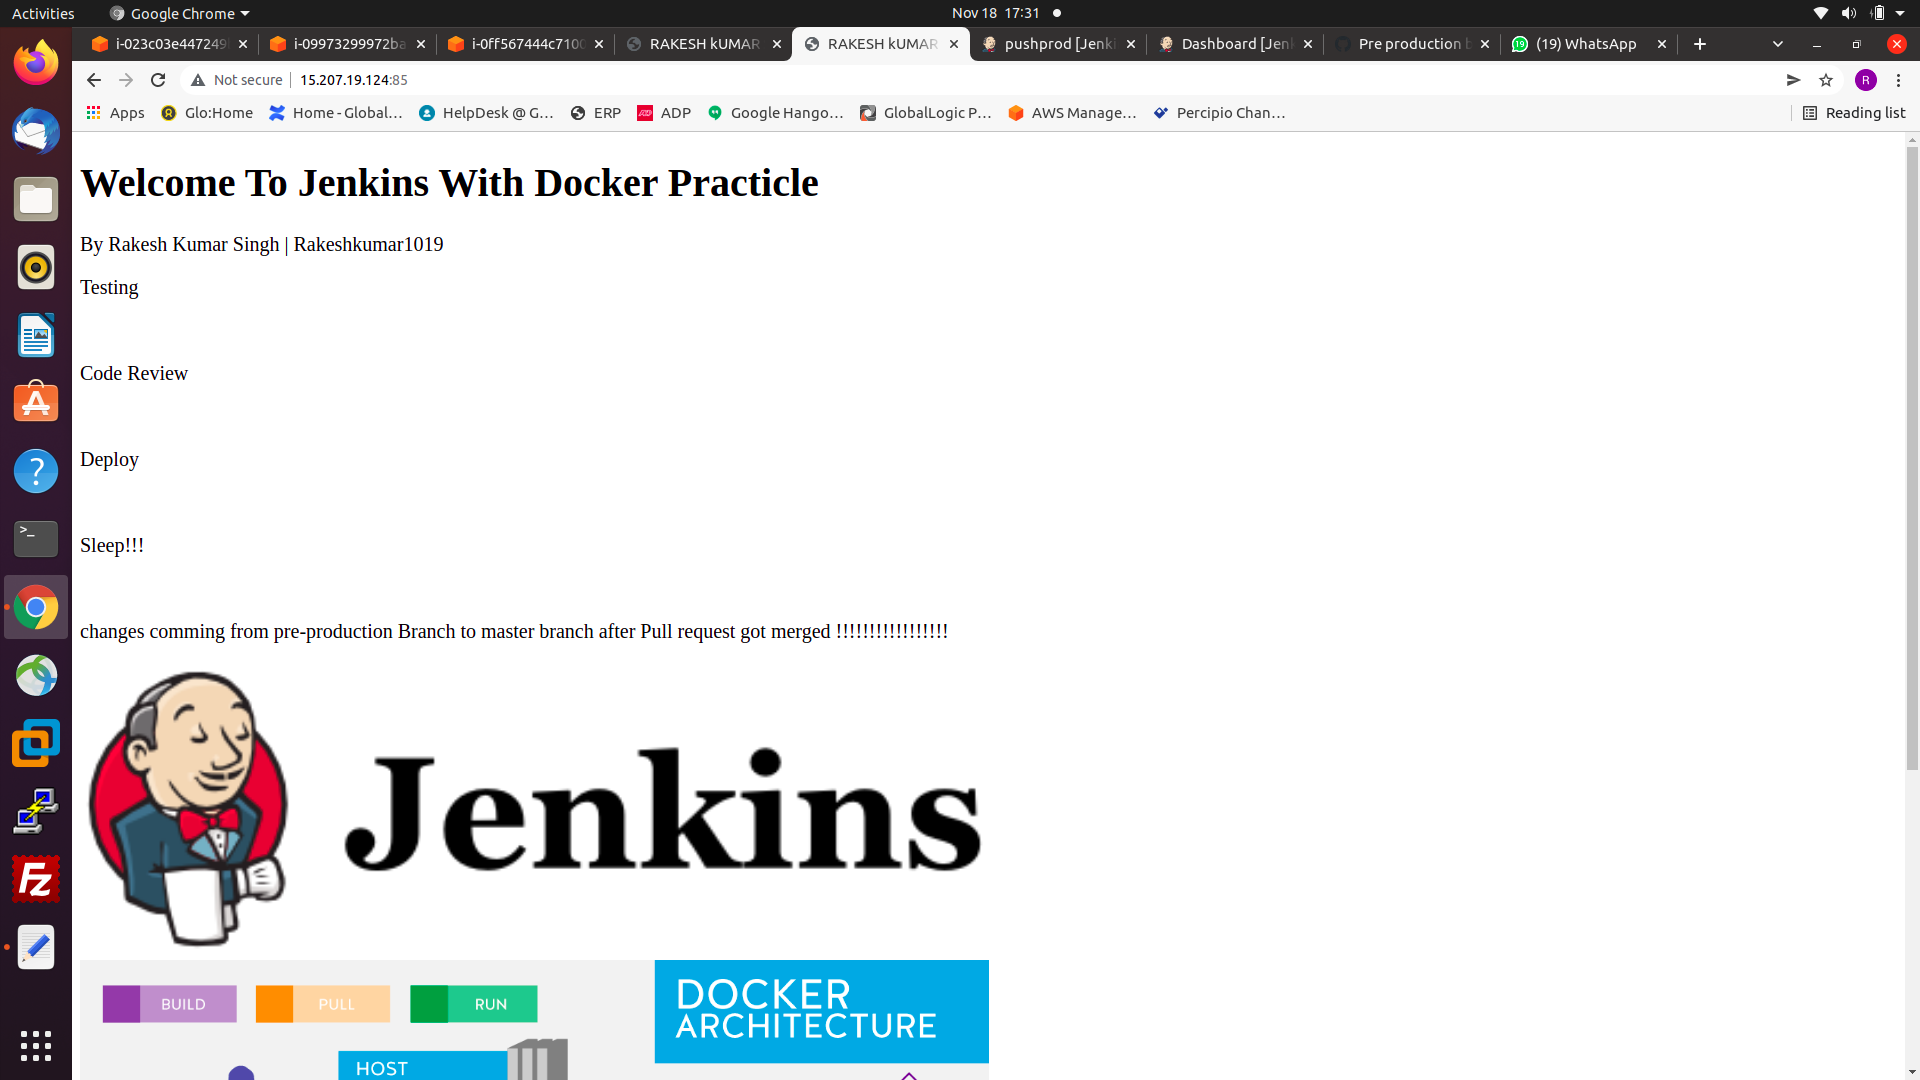 Activities Google Chrome Nov 18 17:31
i-023c03e447249 i-09973299972ba i-0ff567444c710 RAKESH kUMAR RAKESH kUMAR pushprod [Jenki Dashboard [Jen Pre production b (19) WhatsApp
Not secure 15.207.19.124:85 R
Apps Glo:Home Home - Global... HelpDesk @ G... ERP ADP Google Hango... GlobalLogic P... AWS Manage... Percipio Chan... Reading list
Welcome To Jenkins With Docker Practicle
By Rakesh Kumar Singh | Rakeshkumar1019
Testing
Code Review
Deploy
Sleep!!!
changes comming from pre-production Branch to master branch after Pull request got merged !!!!!!!!!!!!!!!!!
Jenkins
BUILD PULL RUN
DOCKER
ARCHITECTURE
HOST